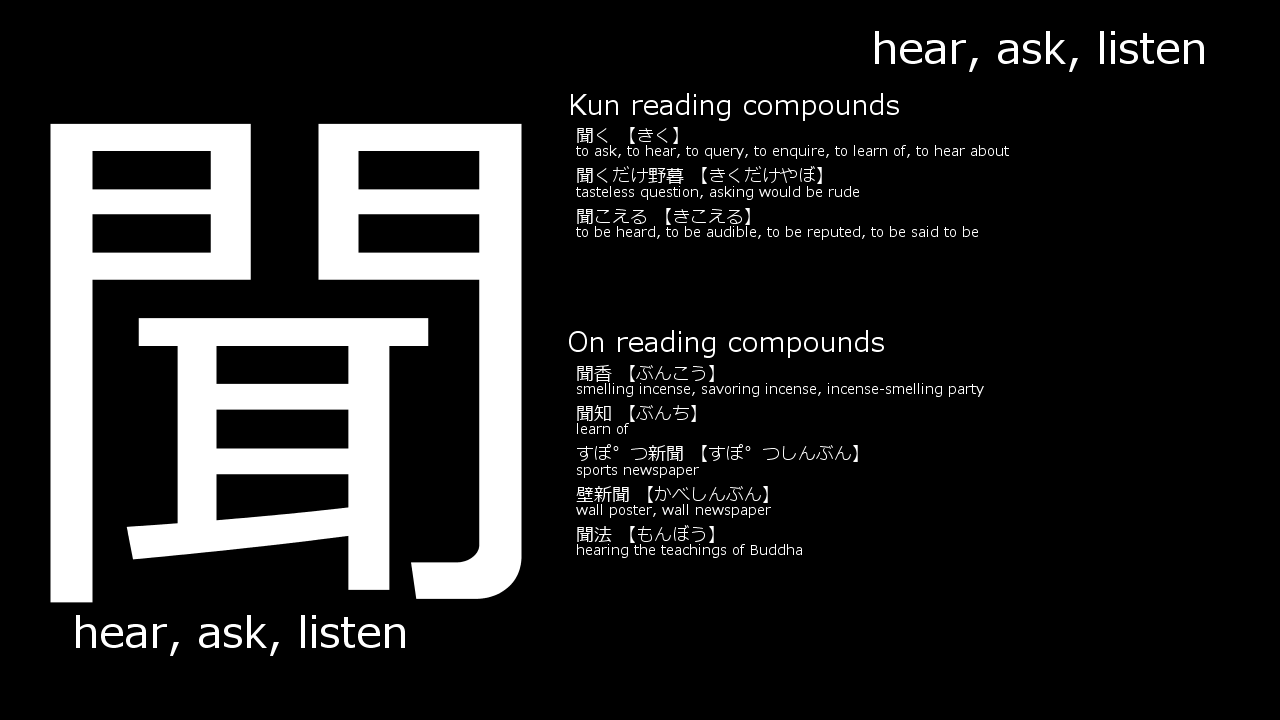 hear, ask, listen
聞
Kun reading compounds
聞く 【きく】
to ask, to hear, to query, to enquire, to learn of, to hear about
聞くだけ野暮 【きくだけやぼ】
tasteless question, asking would be rude
聞こえる 【きこえる】
to be heard, to be audible, to be reputed, to be said to be
On reading compounds
聞香 【ぶんこう】
smelling incense, savoring incense, incense-smelling party
聞知 【ぶんち】
learn of
すぽ°つ新聞 【すぽ°つしんぶん】
sports newspaper
壁新聞 【かべしんぶん】
wall poster, wall newspaper
聞法 【もんぼう】
hearing the teachings of Buddha
hear, ask, listen